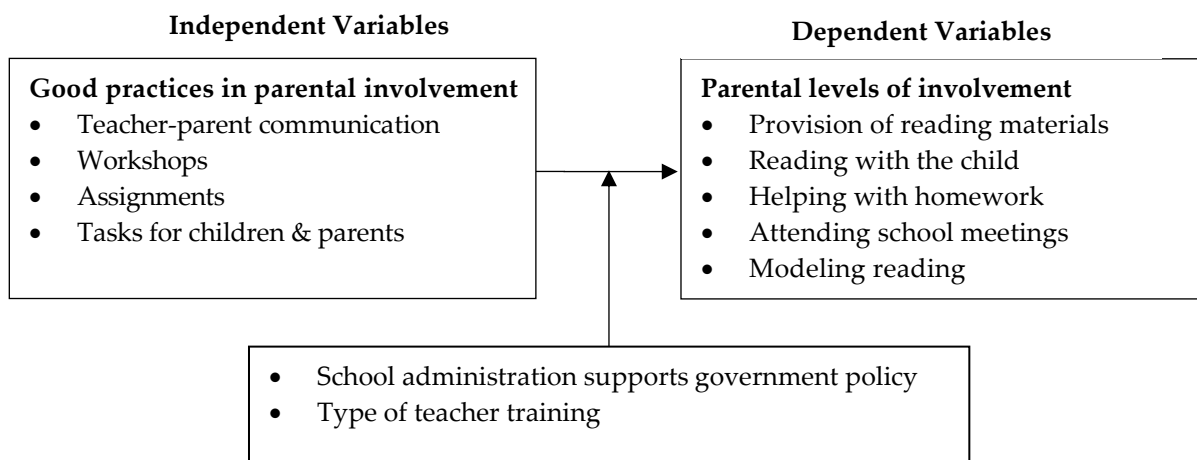 Independent Variables
Good practices in parental involvement
• Teacher-parent communication
• Workshops
• Assignments
• Tasks for children & parents
Dependent Variables
Parental levels of involvement
• Provision of reading materials
• Reading with the child
• Helping with homework
• Attending school meetings
• Modeling reading
• School administration supports government policy
• Type of teacher training